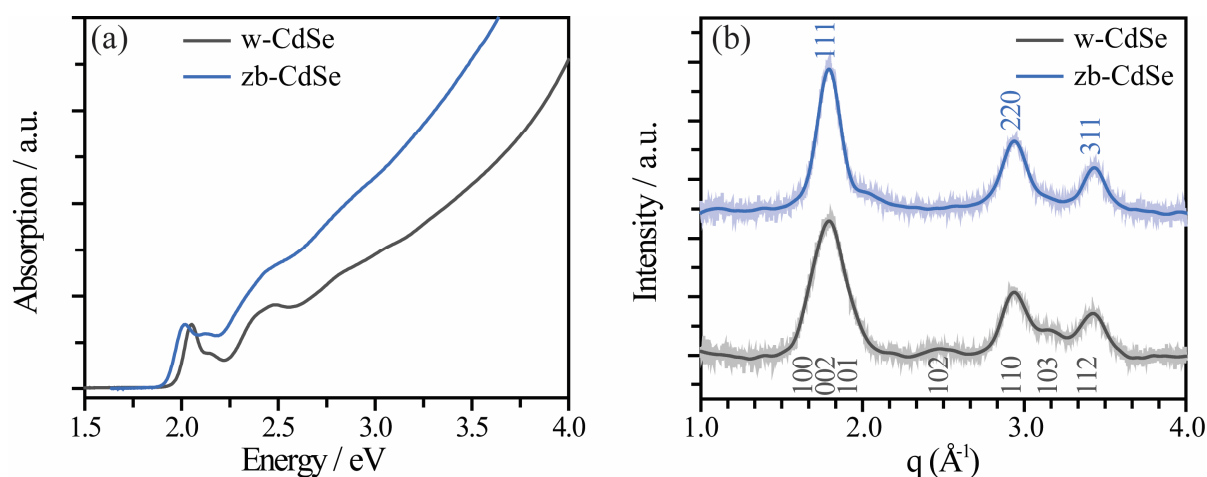 (a)
w-CdSe
zb-CdSe
Absorption / a.u.
1.5 2.0 2.5 3.0 3.5 4.0
Energy / eV
(b)
w-CdSe
zb-CdSe
111
220
311
Intensity / a.u.
100
002
101
102
110
103
112
1.0 2.0 3.0 4.0
q (Å⁻¹)